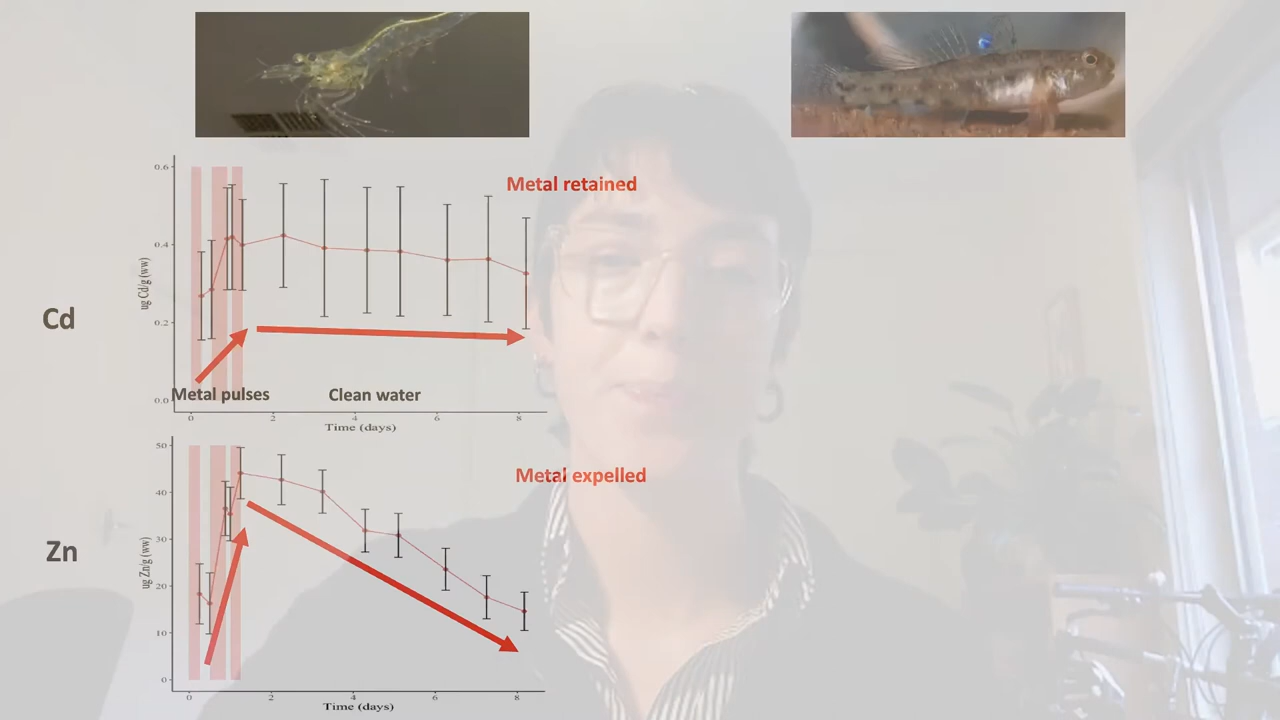 Metal retained
0.6
0.4
0.2
0.0
ug Cd/g (ww)
Cd
Metal pulses
Clean water
0
2
4
6
8
Time (days)
Metal expelled
50
40
30
20
10
0
ug Zn/g (ww)
Zn
0
2
4
6
8
Time (days)